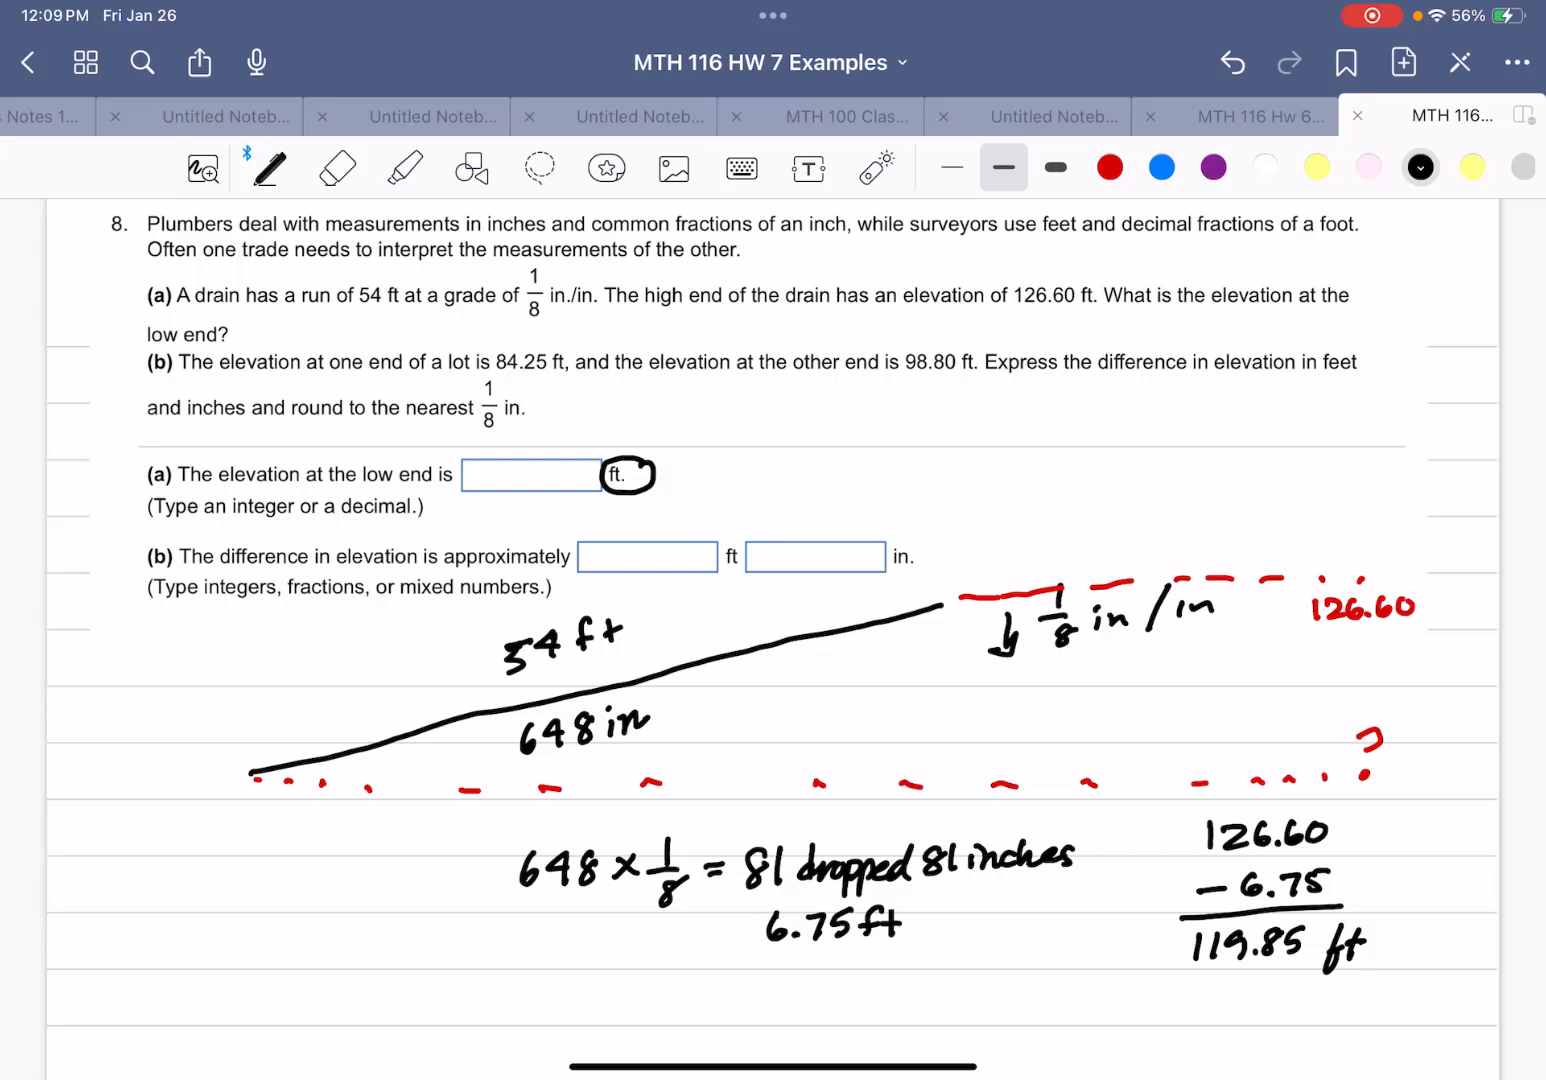 12:09 PM Fri Jan 26
56%
MTH 116 HW 7 Examples
s Notes 1...
Untitled Noteb...
Untitled Noteb...
Untitled Noteb...
MTH 100 Clas...
Untitled Noteb...
MTH 116 Hw 6...
MTH 116...
8. Plumbers deal with measurements in inches and common fractions of an inch, while surveyors use feet and decimal fractions of a foot.
Often one trade needs to interpret the measurements of the other.
(a) A drain has a run of 54 ft at a grade of 1/8 in./in. The high end of the drain has an elevation of 126.60 ft. What is the elevation at the
low end?
(b) The elevation at one end of a lot is 84.25 ft, and the elevation at the other end is 98.80 ft. Express the difference in elevation in feet
and inches and round to the nearest 1/8 in.
(a) The elevation at the low end is ft.
(Type an integer or a decimal.)
(b) The difference in elevation is approximately ft in.
(Type integers, fractions, or mixed numbers.)
54 ft
1/8 in / in
126.60
648 in
?
648 × 1/8 = 81 dropped 81 inches
6.75 ft
126.60
- 6.75
119.85 ft